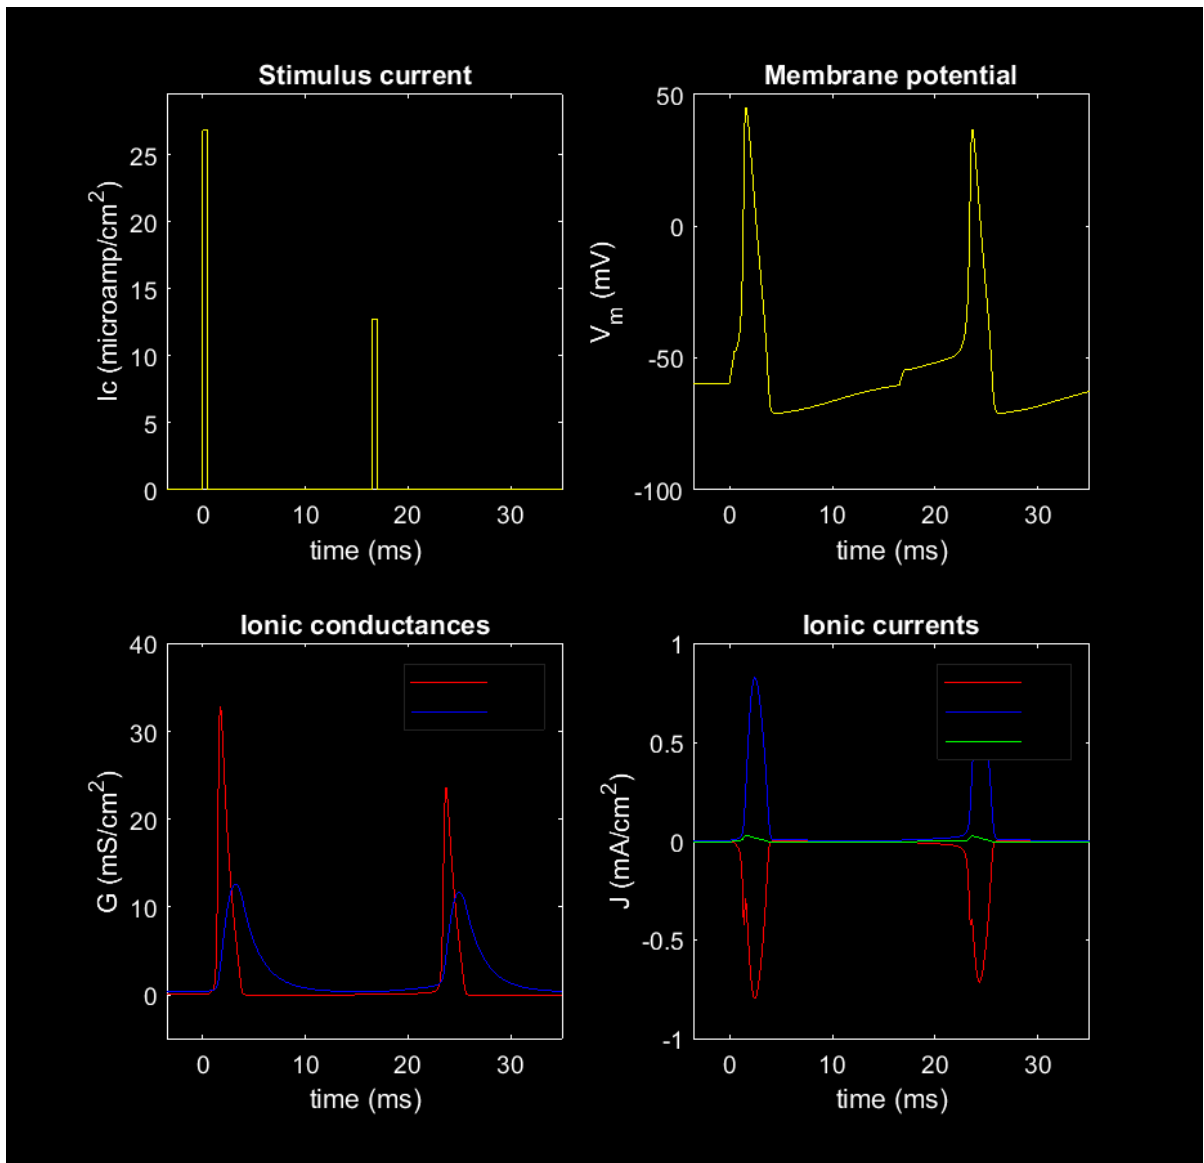 Stimulus current
Ic (microamp/cm²)
25
20
15
10
5
0
0 10 20 30
time (ms)
Membrane potential
V_m (mV)
50
0
-50
-100
0 10 20 30
time (ms)
Ionic conductances
G (mS/cm²)
40
30
20
10
0
0 10 20 30
time (ms)
Ionic currents
J (mA/cm²)
1
0.5
0
-0.5
-1
0 10 20 30
time (ms)